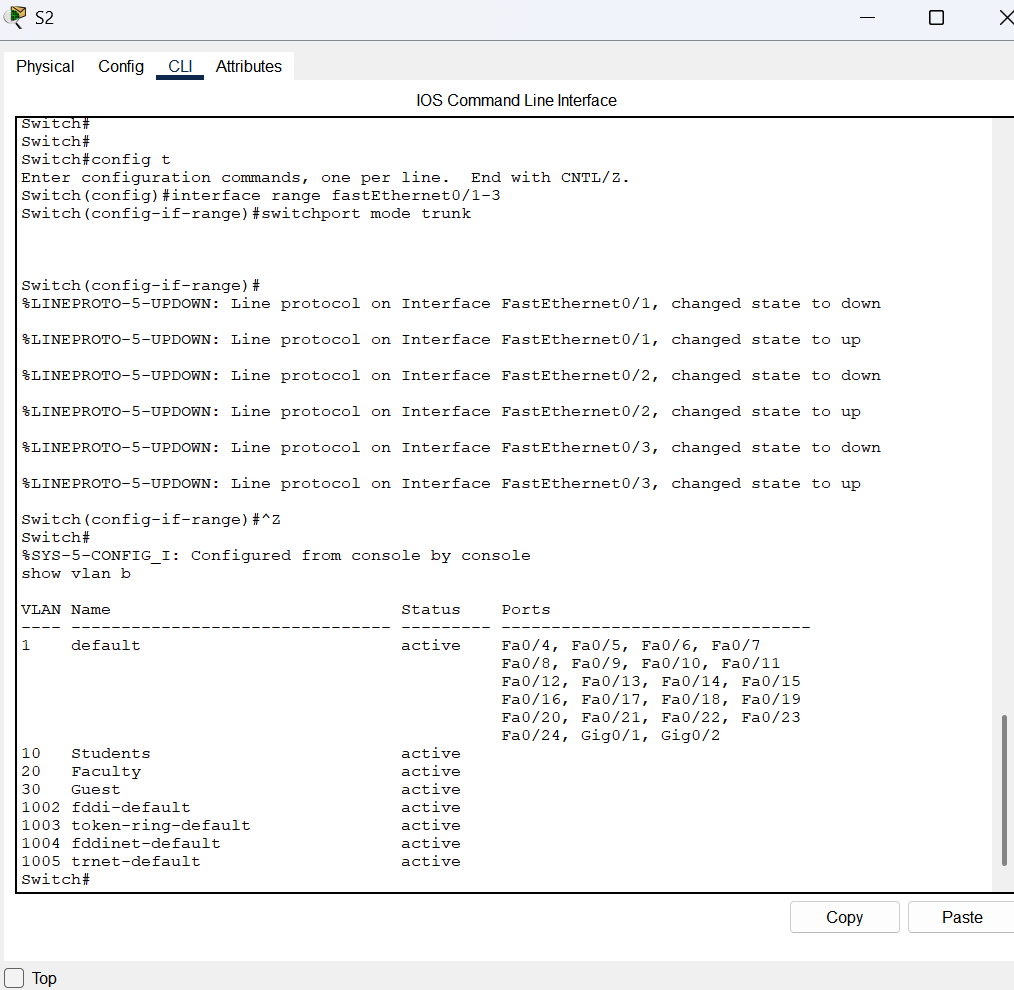 S2
Physical Config CLI Attributes
IOS Command Line Interface
Switch#
Switch#
Switch#config t
Enter configuration commands, one per line.  End with CNTL/Z.
Switch(config)#interface range fastEthernet0/1-3
Switch(config-if-range)#switchport mode trunk
Switch(config-if-range)#
%LINEPROTO-5-UPDOWN: Line protocol on Interface FastEthernet0/1, changed state to down
%LINEPROTO-5-UPDOWN: Line protocol on Interface FastEthernet0/1, changed state to up
%LINEPROTO-5-UPDOWN: Line protocol on Interface FastEthernet0/2, changed state to down
%LINEPROTO-5-UPDOWN: Line protocol on Interface FastEthernet0/2, changed state to up
%LINEPROTO-5-UPDOWN: Line protocol on Interface FastEthernet0/3, changed state to down
%LINEPROTO-5-UPDOWN: Line protocol on Interface FastEthernet0/3, changed state to up
Switch(config-if-range)#^Z
Switch#
%SYS-5-CONFIG_I: Configured from console by console
show vlan b
VLAN Name                             Status    Ports
---- -------------------------------- --------- -------------------------------
1    default                          active    Fa0/4, Fa0/5, Fa0/6, Fa0/7
                                                Fa0/8, Fa0/9, Fa0/10, Fa0/11
                                                Fa0/12, Fa0/13, Fa0/14, Fa0/15
                                                Fa0/16, Fa0/17, Fa0/18, Fa0/19
                                                Fa0/20, Fa0/21, Fa0/22, Fa0/23
                                                Fa0/24, Gig0/1, Gig0/2
10   Students                         active
20   Faculty                          active
30   Guest                            active
1002 fddi-default                     active
1003 token-ring-default               active
1004 fddinet-default                  active
1005 trnet-default                    active
Switch#
Copy Paste
Top